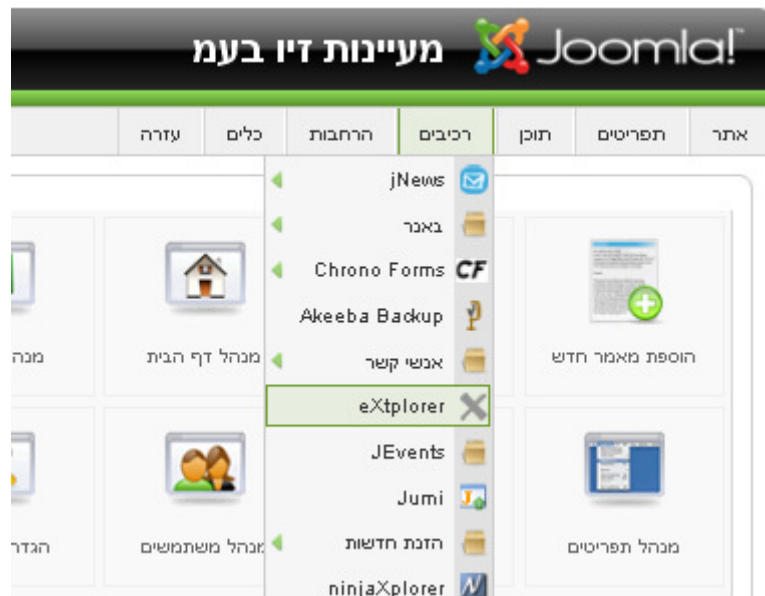 Joomla!
מעיינות זיו בעמ
אתר תפריטים תוכן רכיבים הרחבות כלים עזרה
jNews
באנר
CF Chrono Forms
Akeeba Backup
אנשי קשר
eXtplorer
JEvents
Jumi
הזנת חדשות
ninjaXplorer
הוספת מאמר חדש
מנהל דף הבית
מנהל תפריטים
מנהל משתמשים